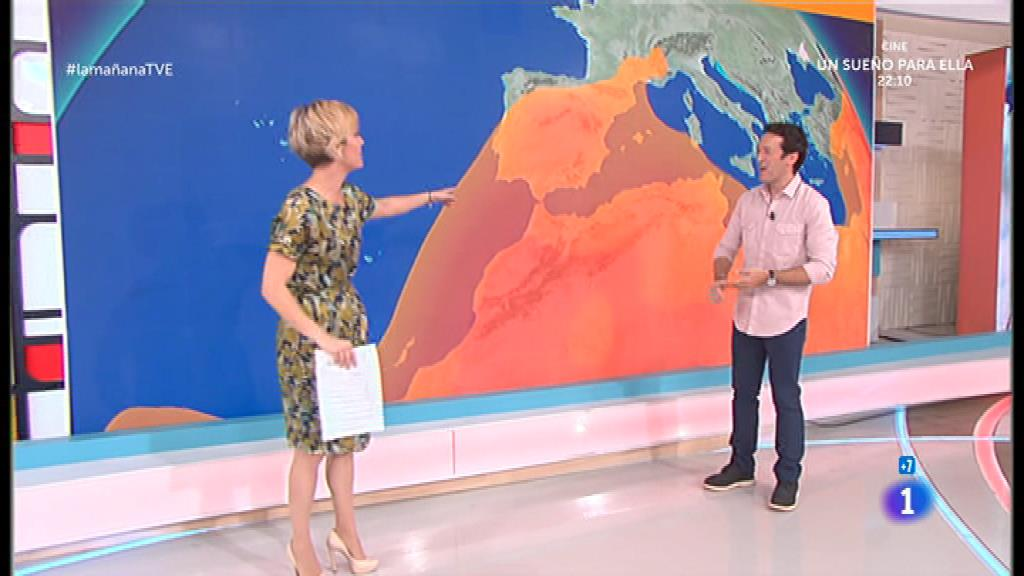 #lamañanaTVE
CINE
UN SUEÑO PARA ELLA
22:10
+7
1